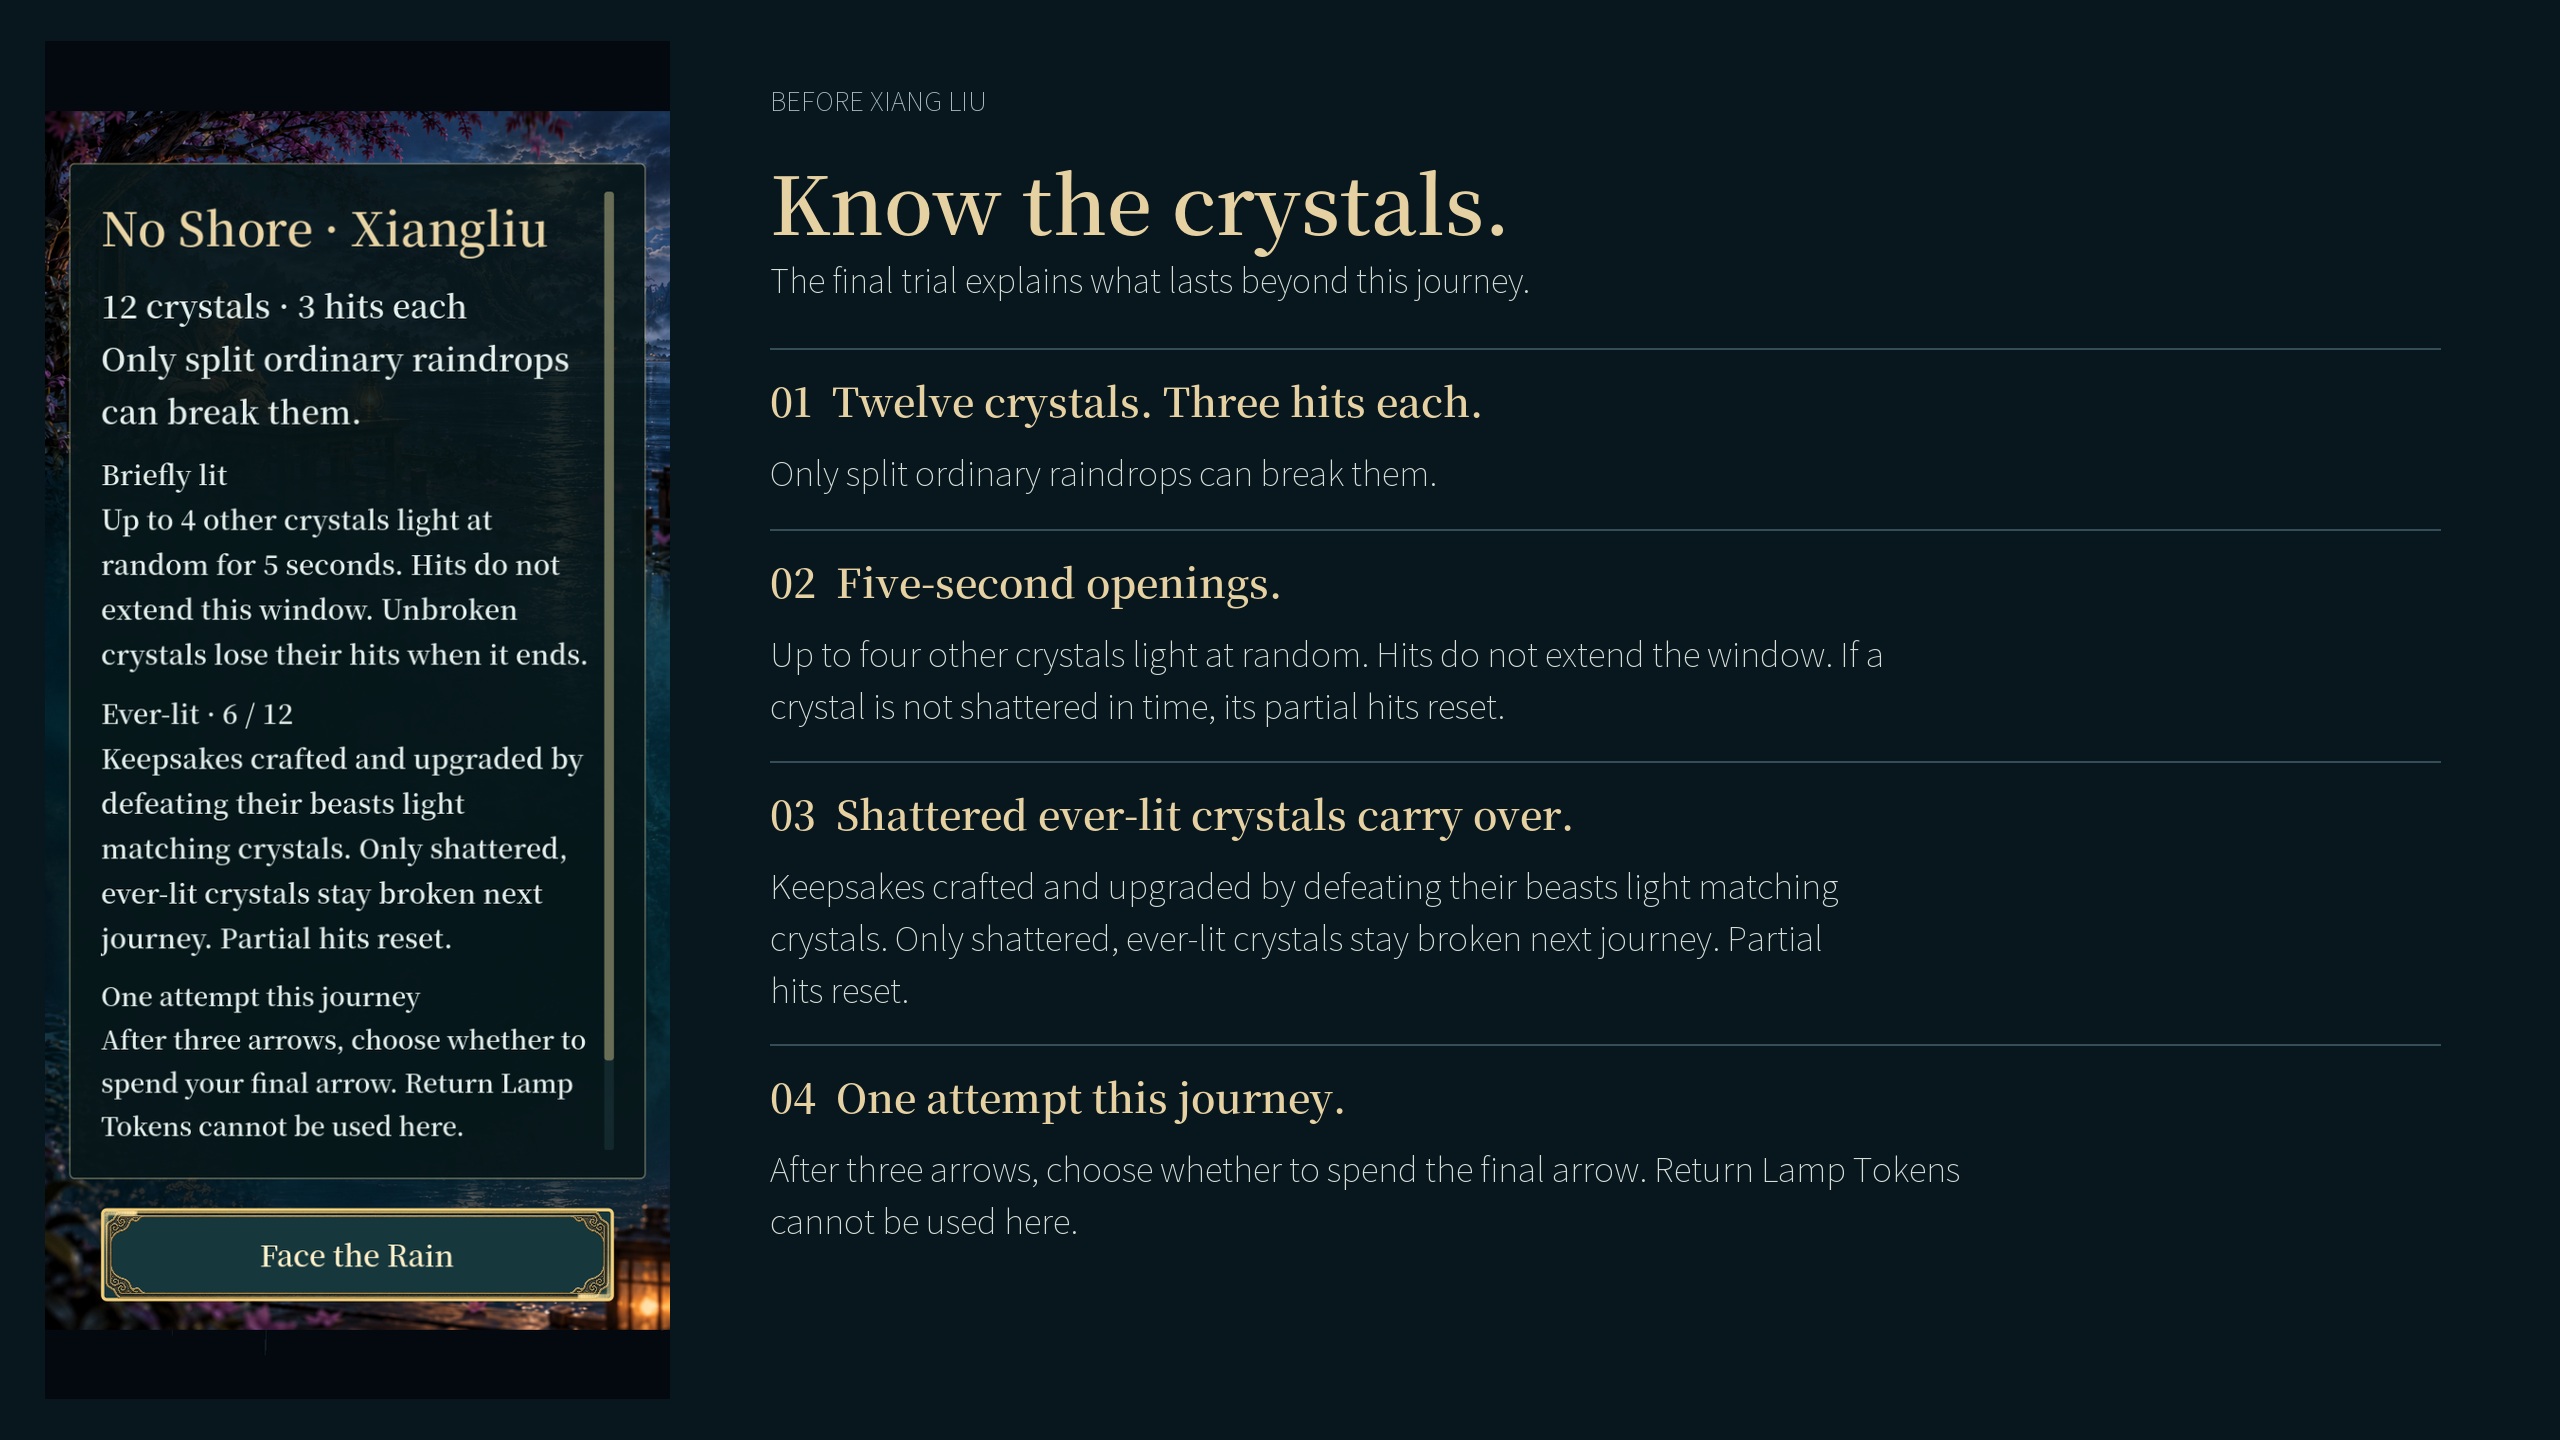 No Shore · Xiangliu
12 crystals · 3 hits each
Only split ordinary raindrops
can break them.
Briefly lit
Up to 4 other crystals light at
random for 5 seconds. Hits do not
extend this window. Unbroken
crystals lose their hits when it ends.
Ever-lit · 6 / 12
Keepsakes crafted and upgraded by
defeating their beasts light
matching crystals. Only shattered,
ever-lit crystals stay broken next
journey. Partial hits reset.
One attempt this journey
After three arrows, choose whether to
spend your final arrow. Return Lamp
Tokens cannot be used here.
Face the Rain
BEFORE XIANG LIU
Know the crystals.
The final trial explains what lasts beyond this journey.
01 Twelve crystals. Three hits each.
Only split ordinary raindrops can break them.
02 Five-second openings.
Up to four other crystals light at random. Hits do not extend the window. If a
crystal is not shattered in time, its partial hits reset.
03 Shattered ever-lit crystals carry over.
Keepsakes crafted and upgraded by defeating their beasts light matching
crystals. Only shattered, ever-lit crystals stay broken next journey. Partial
hits reset.
04 One attempt this journey.
After three arrows, choose whether to spend the final arrow. Return Lamp Tokens
cannot be used here.